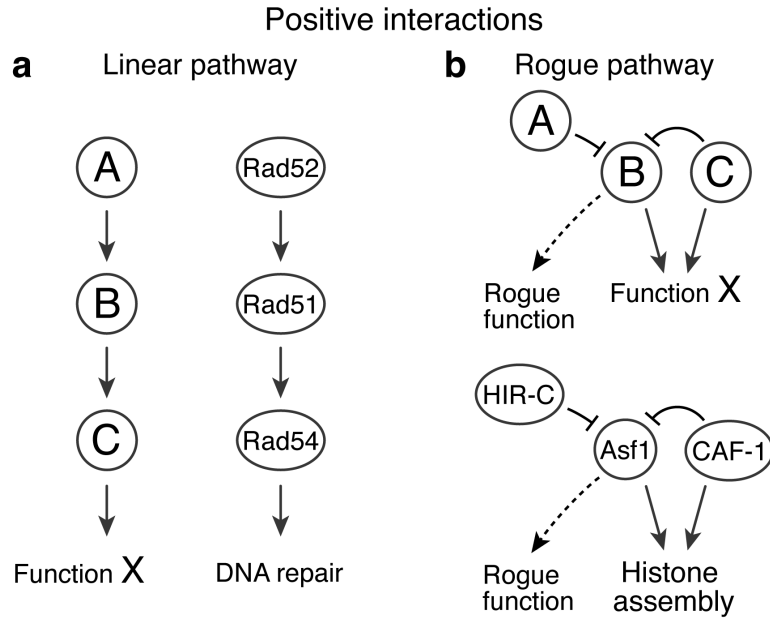 Positive interactions
a
Linear pathway
A
B
C
Function X
Rad52
Rad51
Rad54
DNA repair
b
Rogue pathway
A
B
C
Rogue
function
Function X
HIR-C
Asf1
CAF-1
Rogue
function
Histone
assembly